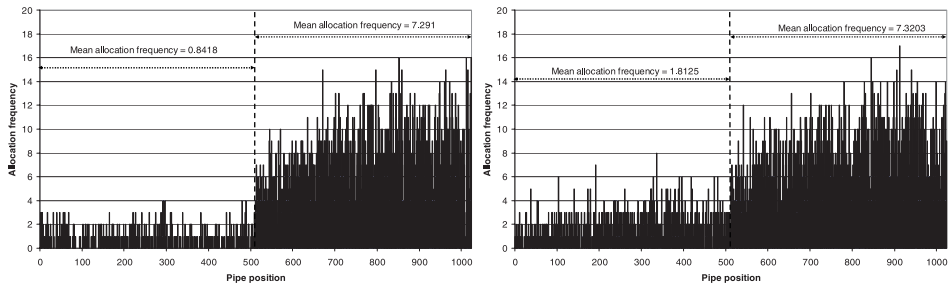 20
18
16
14
12
10
8
6
4
2
0
Allocation frequency
Mean allocation frequency = 7.291
Mean allocation frequency = 0.8418
0 100 200 300 400 500 600 700 800 900 1000
Pipe position
20
18
16
14
12
10
8
6
4
2
0
Allocation frequency
Mean allocation frequency = 7.3203
Mean allocation frequency = 1.8125
0 100 200 300 400 500 600 700 800 900 1000
Pipe position